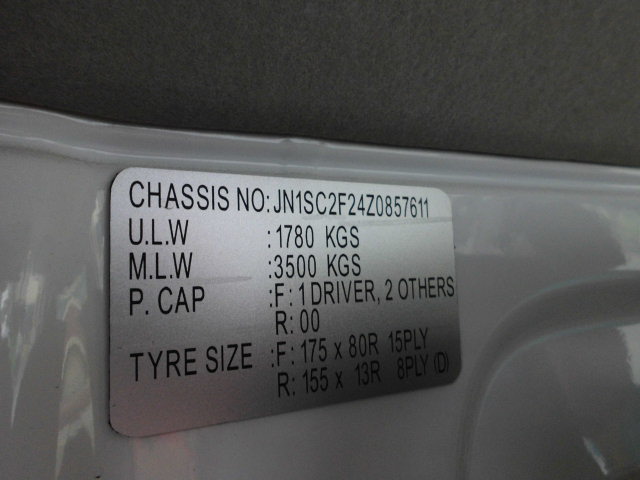 CHASSIS NO: JN1SC2F24Z0857611
U.L.W :1780 KGS
M.L.W :3500 KGS
P. CAP :F: 1 DRIVER, 2 OTHERS
R: 00
TYRE SIZE :F: 175 x 80R 15PLY
R: 155 x 13R 8PLY (D)